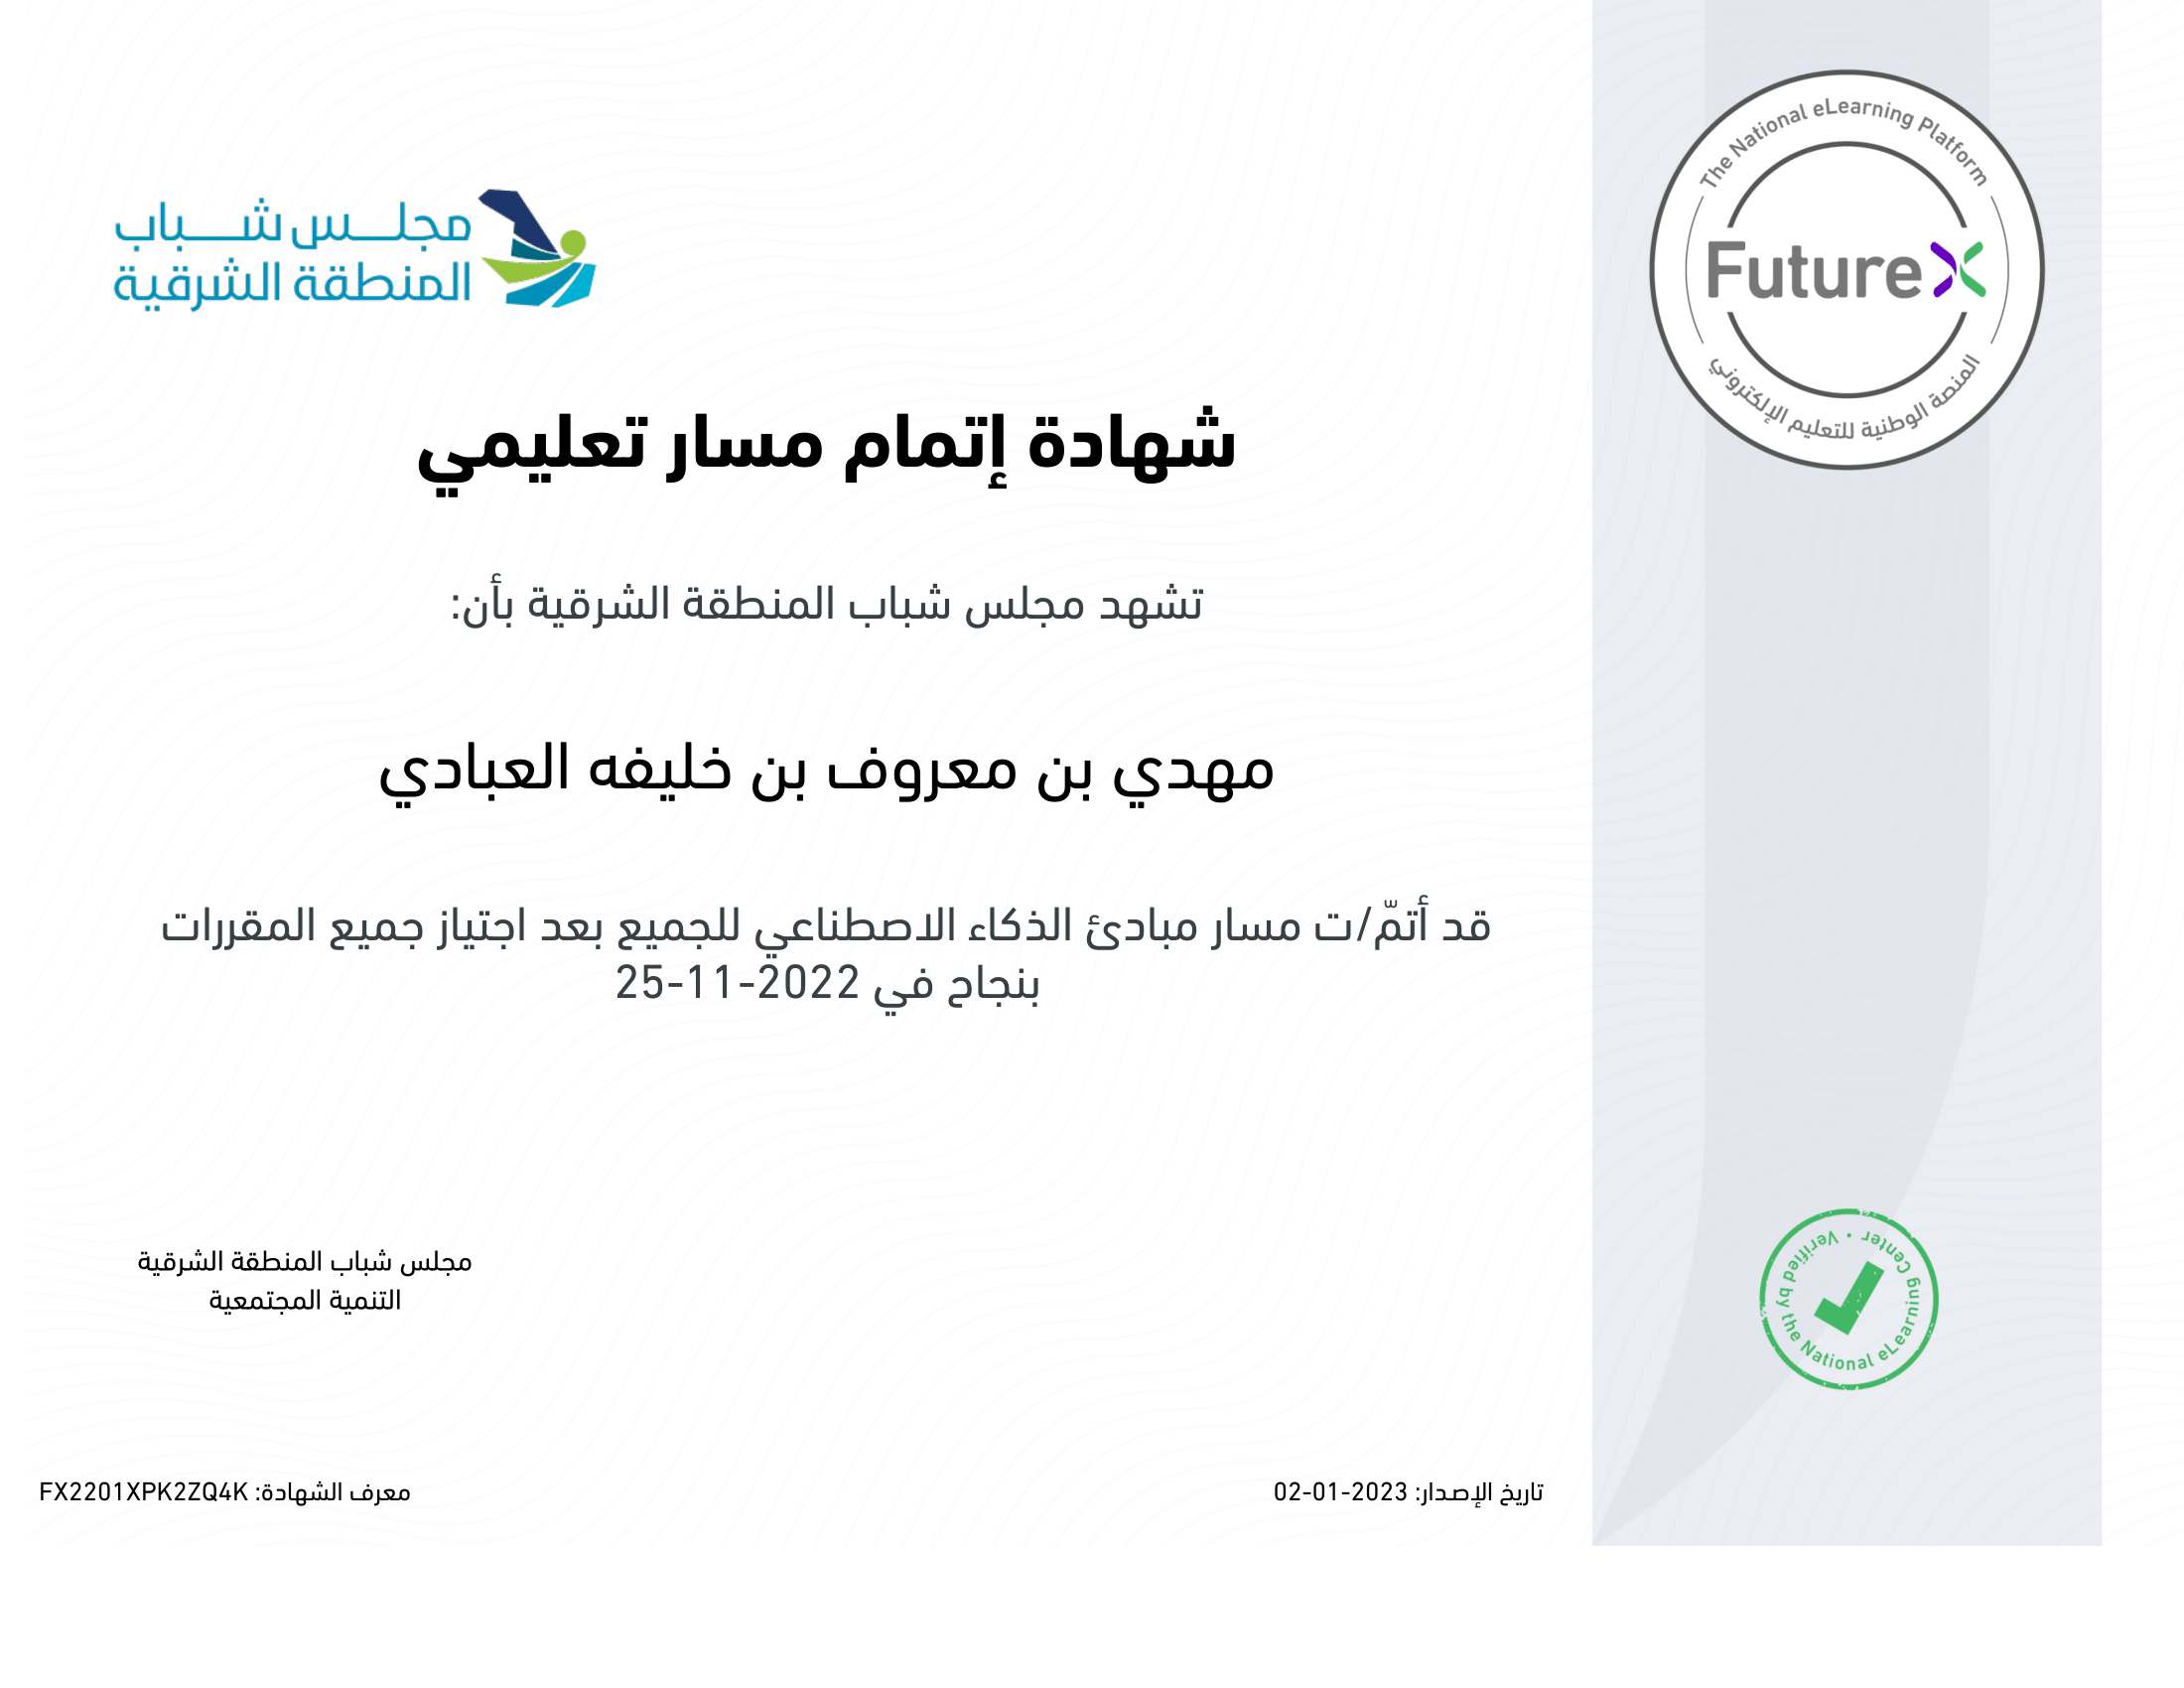 The National eLearning Platform
FutureX
المنصة الوطنية للتعليم الإلكتروني
مجلس شباب
المنطقة الشرقية
شهادة إتمام مسار تعليمي
تشهد مجلس شباب المنطقة الشرقية بأن:
مهدي بن معروف بن خليفه العبادي
قد أتمّ/ت مسار مبادئ الذكاء الاصطناعي للجميع بعد اجتياز جميع المقررات
بنجاح في 2022-11-25
مجلس شباب المنطقة الشرقية
التنمية المجتمعية
Verified by the National eLearning Center •
تاريخ الإصدار: 2023-01-02
معرف الشهادة: FX2201XPK2ZQ4K